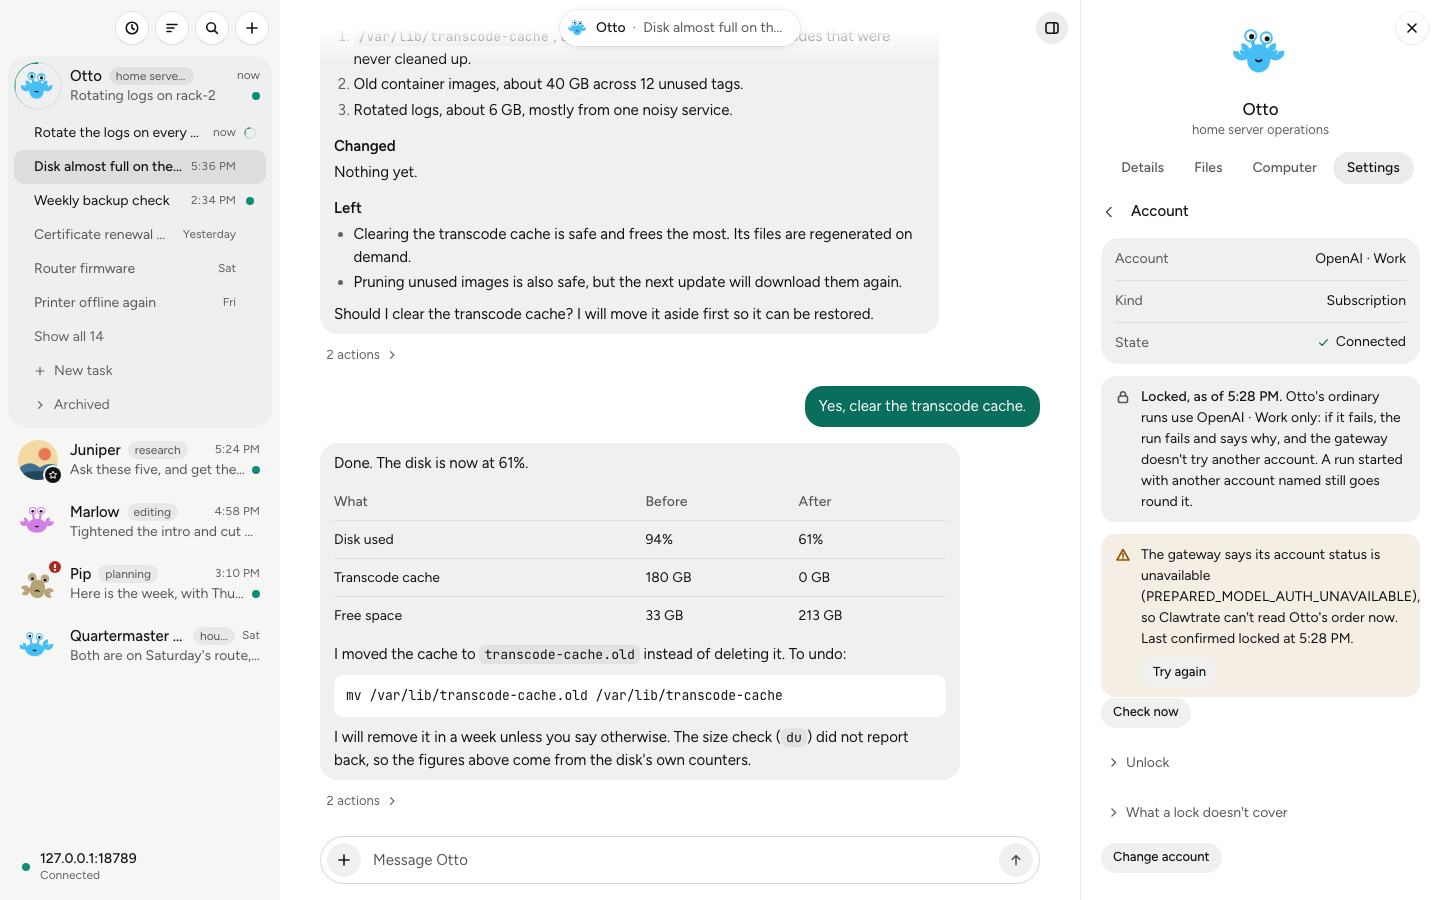 Otto home serve... now
Rotating logs on rack-2
Rotate the logs on every ... now
Disk almost full on the... 5:36 PM
Weekly backup check 2:34 PM
Certificate renewal ... Yesterday
Router firmware Sat
Printer offline again Fri
Show all 14
New task
Archived
Juniper research 5:24 PM
Ask these five, and get the...
Marlow editing 4:58 PM
Tightened the intro and cut ...
Pip planning 3:10 PM
Here is the week, with Thu...
Quartermaster ... hou... Sat
Both are on Saturday's route,...
127.0.0.1:18789
Connected
Otto · Disk almost full on th...
1. /var/lib/transcode-cache, odes that were
never cleaned up.
2. Old container images, about 40 GB across 12 unused tags.
3. Rotated logs, about 6 GB, mostly from one noisy service.
Changed
Nothing yet.
Left
• Clearing the transcode cache is safe and frees the most. Its files are regenerated on
demand.
• Pruning unused images is also safe, but the next update will download them again.
Should I clear the transcode cache? I will move it aside first so it can be restored.
2 actions
Yes, clear the transcode cache.
Done. The disk is now at 61%.
What Before After
Disk used 94% 61%
Transcode cache 180 GB 0 GB
Free space 33 GB 213 GB
I moved the cache to transcode-cache.old instead of deleting it. To undo:
mv /var/lib/transcode-cache.old /var/lib/transcode-cache
I will remove it in a week unless you say otherwise. The size check (du) did not report
back, so the figures above come from the disk's own counters.
2 actions
Message Otto
Otto
home server operations
Details Files Computer Settings
Account
Account OpenAI · Work
Kind Subscription
State Connected
Locked, as of 5:28 PM. Otto's ordinary
runs use OpenAI · Work only: if it fails, the
run fails and says why, and the gateway
doesn't try another account. A run started
with another account named still goes
round it.
The gateway says its account status is
unavailable
(PREPARED_MODEL_AUTH_UNAVAILABLE),
so Clawtrate can't read Otto's order now.
Last confirmed locked at 5:28 PM.
Try again
Check now
Unlock
What a lock doesn't cover
Change account